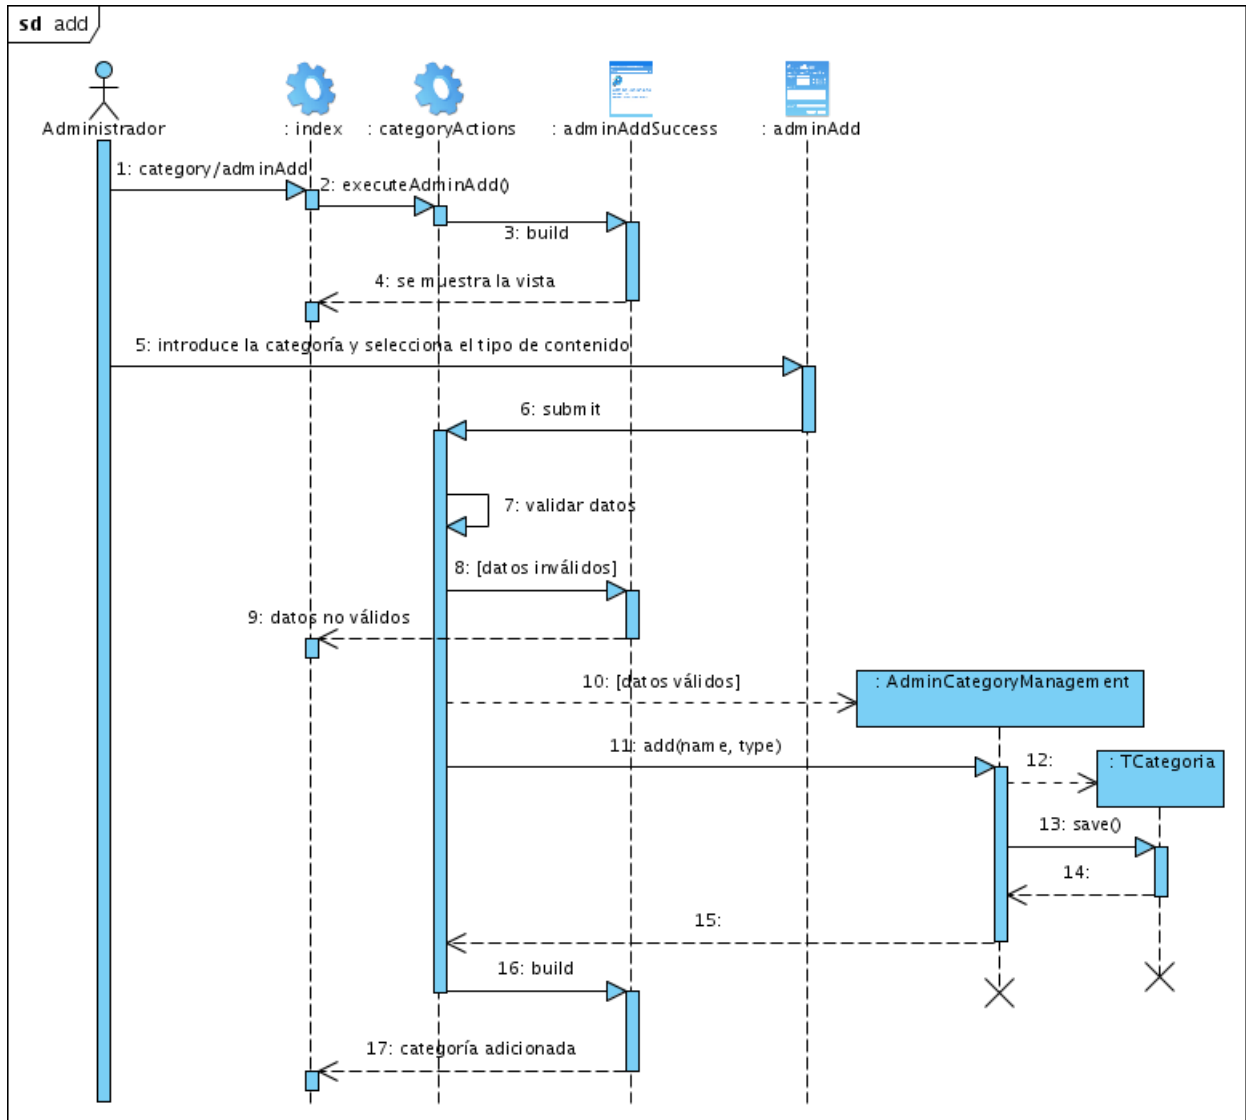 sd add
Administrador
: index
: categoryActions
: adminAddSuccess
: adminAdd
1: category/adminAdd
2: executeAdminAdd()
3: build
4: se muestra la vista
5: introduce la categoría y selecciona el tipo de contenido
6: submit
7: validar datos
8: [datos inválidos]
9: datos no válidos
10: [datos válidos]
: AdminCategoryManagement
11: add(name, type)
12:
: TCategoria
13: save()
14:
15:
16: build
17: categoría adicionada